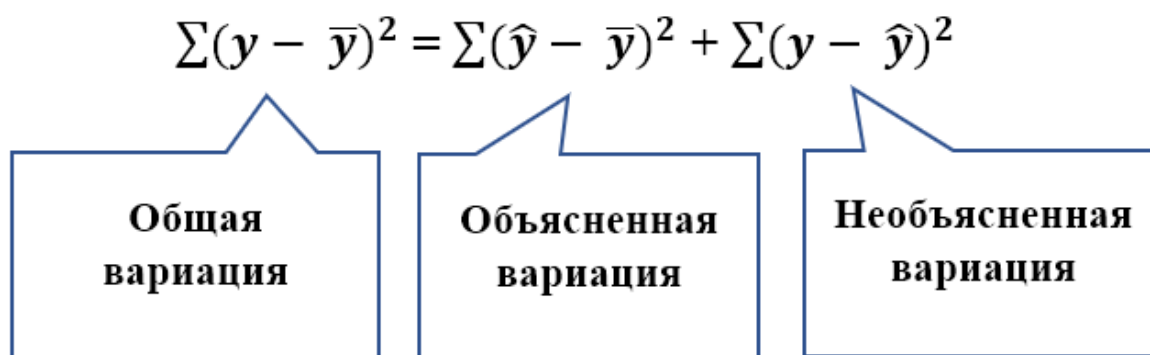 ∑(y − ȳ)² = ∑(ŷ − ȳ)² + ∑(y − ŷ)²
Общая
вариация
Объясненная
вариация
Необъясненная
вариация